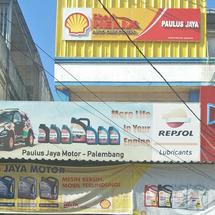 PAULUS JAYA
More Life
in Your
Engine
REPSOL
Lubricants
Paulus Jaya Motor - Palembang
JAYA MOTOR
MESIN BERSIH,
MOBIL TERLINDUNGI